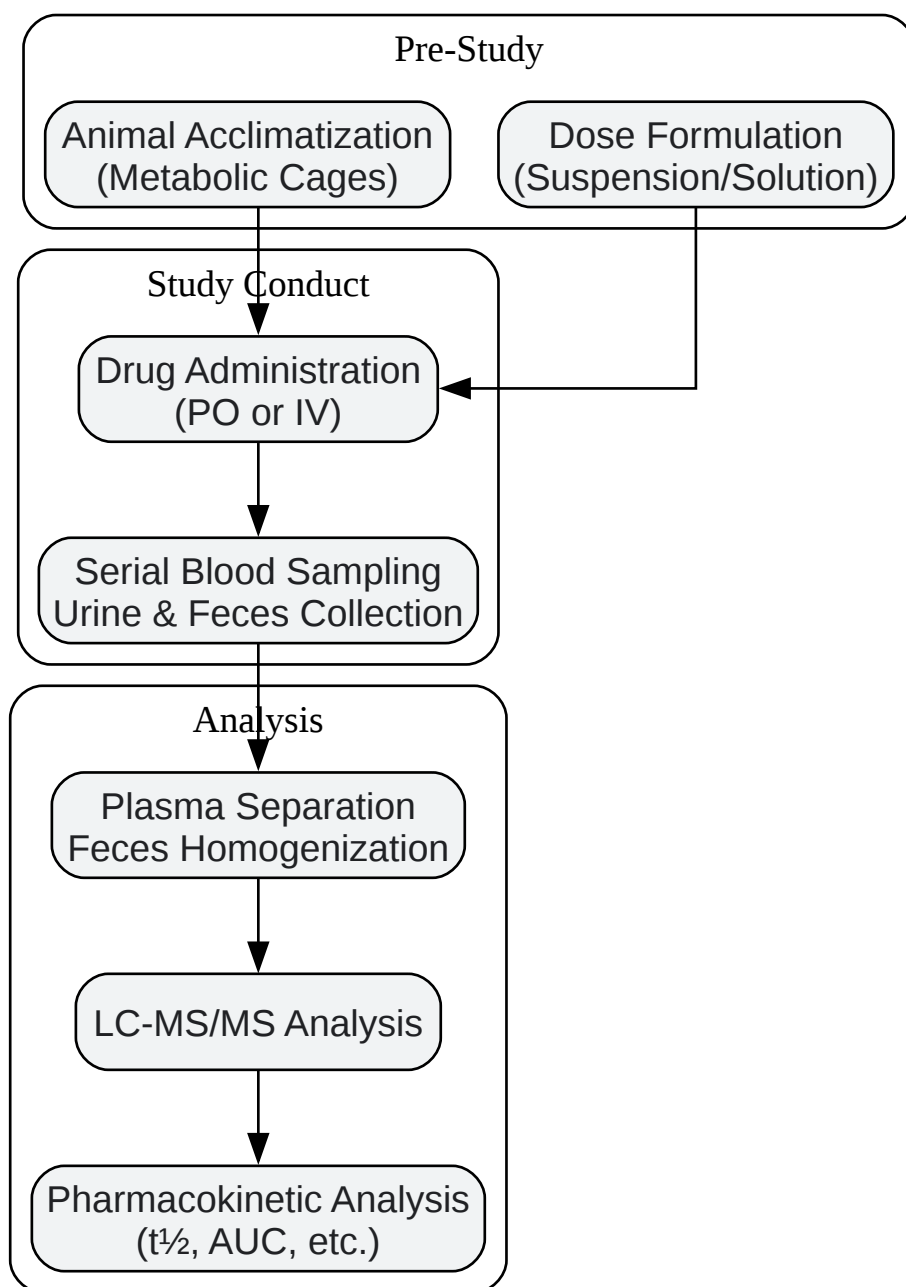 Pre-Study
Animal Acclimatization
(Metabolic Cages)
Dose Formulation
(Suspension/Solution)
Study Conduct
Drug Administration
(PO or IV)
Serial Blood Sampling
Urine & Feces Collection
Analysis
Plasma Separation
Feces Homogenization
LC-MS/MS Analysis
Pharmacokinetic Analysis
(t½, AUC, etc.)